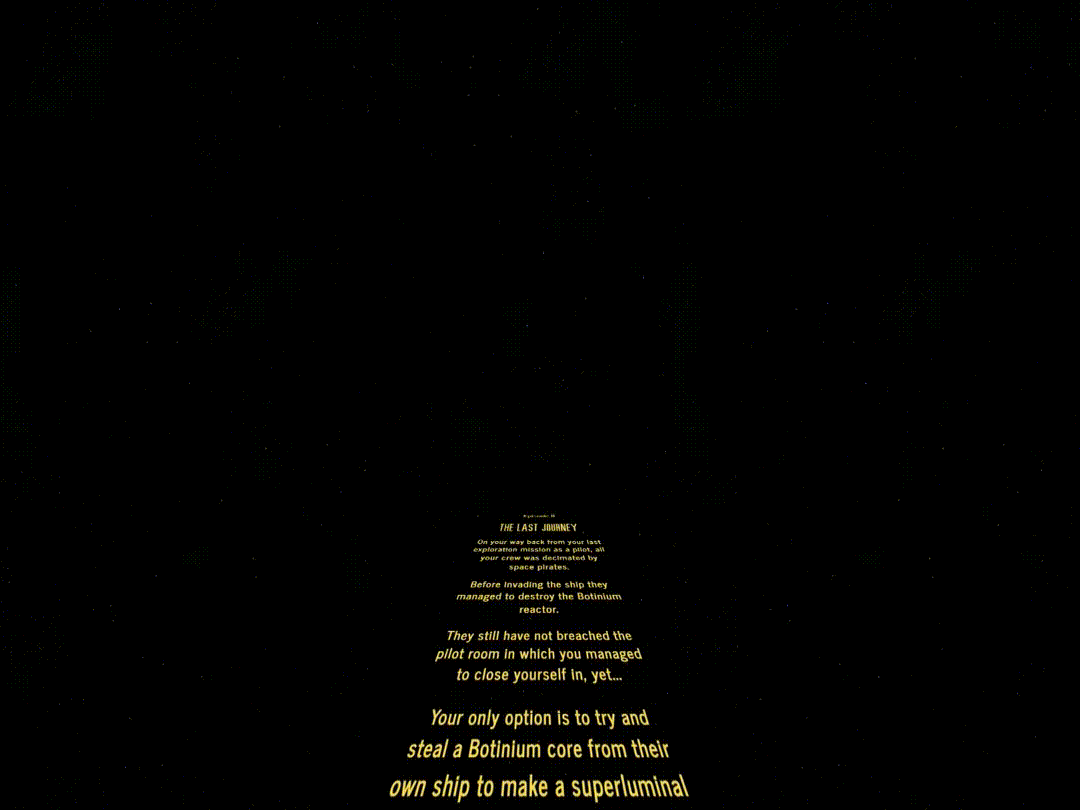 THE LAST JOURNEY
On your way back from your last
exploration mission as a pilot, all
your crew was decimated by
space pirates.
Before invading the ship they
managed to destroy the Botinium
reactor.
They still have not breached the
pilot room in which you managed
to close yourself in, yet...
Your only option is to try and
steal a Botinium core from their
own ship to make a superluminal